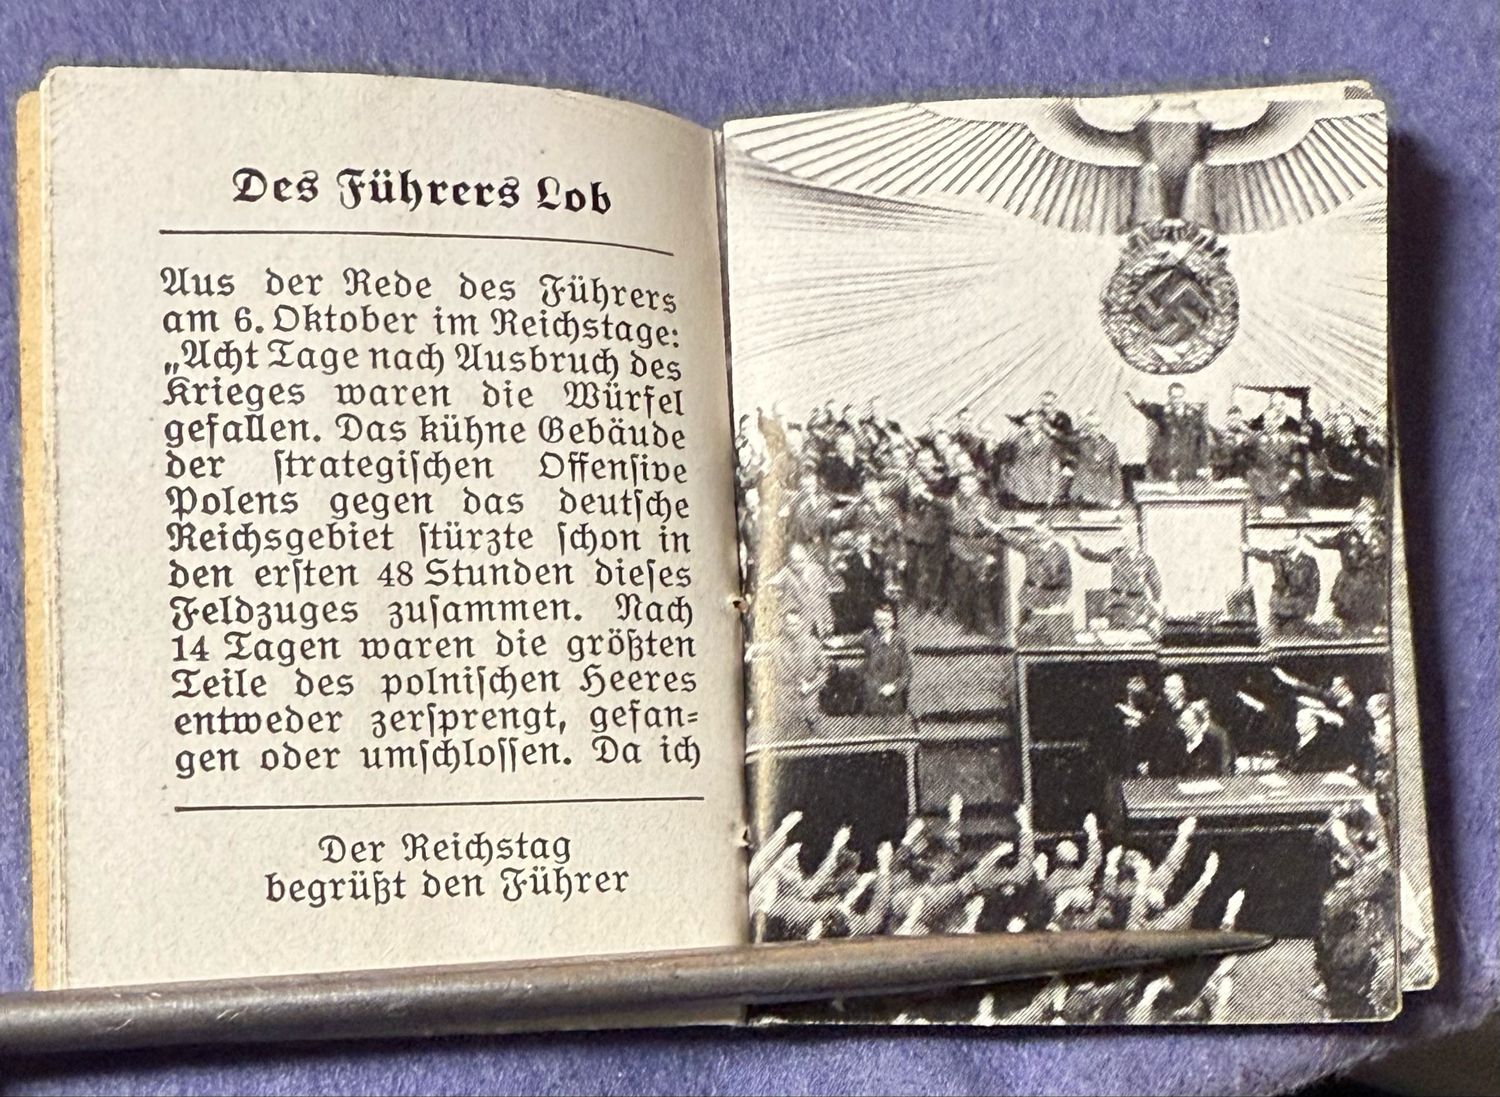 Des Führers Lob
Aus der Rede des Führers
am 6. Oktober im Reichstage:
„Acht Tage nach Ausbruch des
Krieges waren die Würfel
gefallen. Das kühne Gebäude
der ſtrategiſchen Offenſive
Polens gegen das deutſche
Reichsgebiet ſtürzte ſchon in
den erſten 48 Stunden dieſes
Feldzuges zuſammen. Nach
14 Tagen waren die größten
Teile des polniſchen Heeres
entweder zerſprengt, gefan-
gen oder umſchloſſen. Da ich
Der Reichstag
begrüßt den Führer